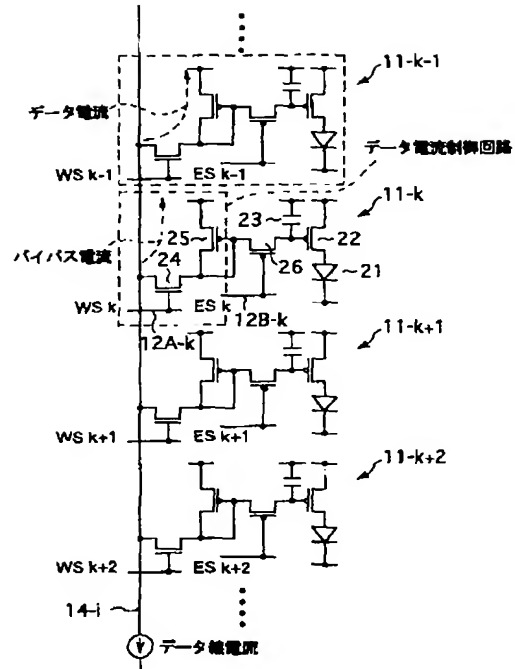 11-k-1
データ電流
データ電流制御回路
WS k-1
ES k-1
11-k
23
25
22
バイパス電流
24
26
21
WS k
ES k
12A-k
12B-k
11-k+1
WS k+1
ES k+1
11-k+2
WS k+2
ES k+2
14-i
データ線電流